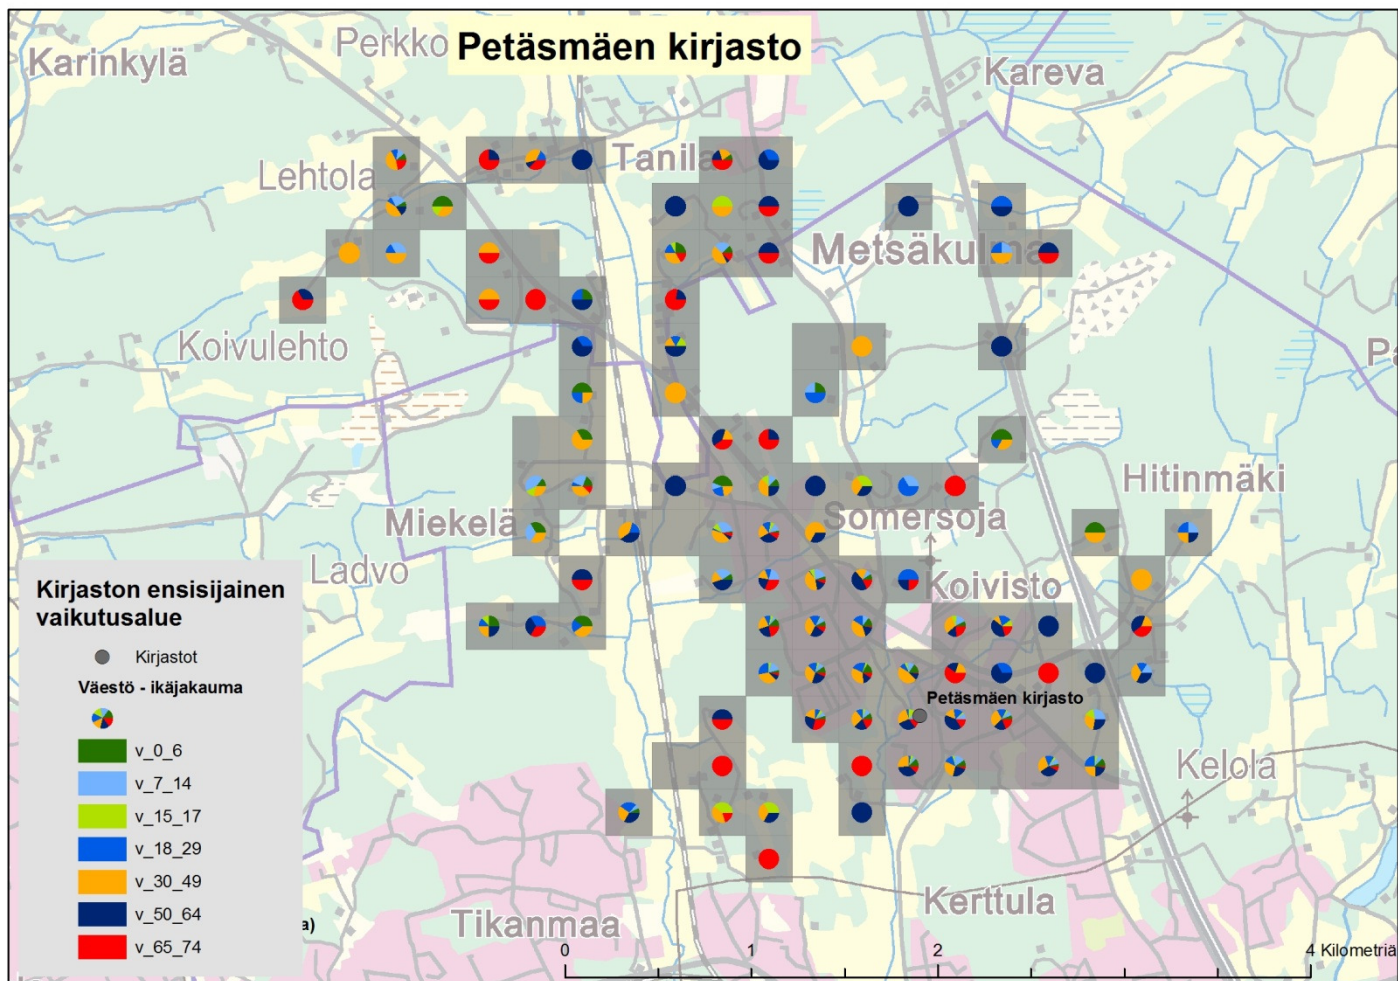 Perkko
Petäsmäen kirjasto
Karinkylä
Kareva
Tanila
Lehtola
Metsäkulma
Koivulehto
Hitinmäki
Miekelä
Somersoja
Ladvo
Koivisto
Kirjaston ensisijainen
vaikutusalue
Kirjastot
Väestö - ikäjakauma
v_0_6
v_7_14
v_15_17
v_18_29
v_30_49
v_50_64
v_65_74
Petäsmäen kirjasto
Kelola
Kerttula
Tikanmaa
0 1 2 4 Kilometriä